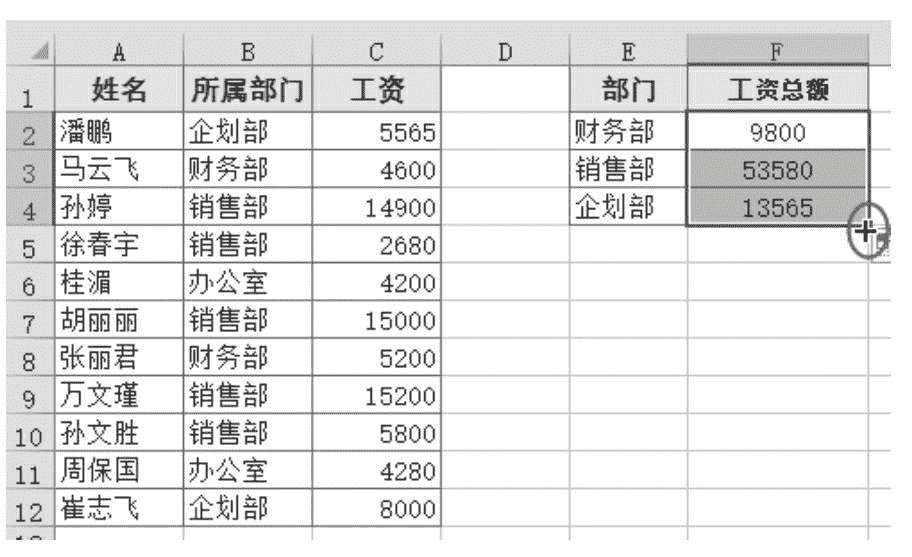 A B C D E F
1 姓名 所属部门 工资 部门 工资总额
2 潘鹏 企划部 5565 财务部 9800
3 马云飞 财务部 4600 销售部 53580
4 孙婷 销售部 14900 企划部 13565
5 徐春宇 销售部 2680
6 桂湄 办公室 4200
7 胡丽丽 销售部 15000
8 张丽君 财务部 5200
9 万文瑾 销售部 15200
10 孙文胜 销售部 5800
11 周保国 办公室 4280
12 崔志飞 企划部 8000